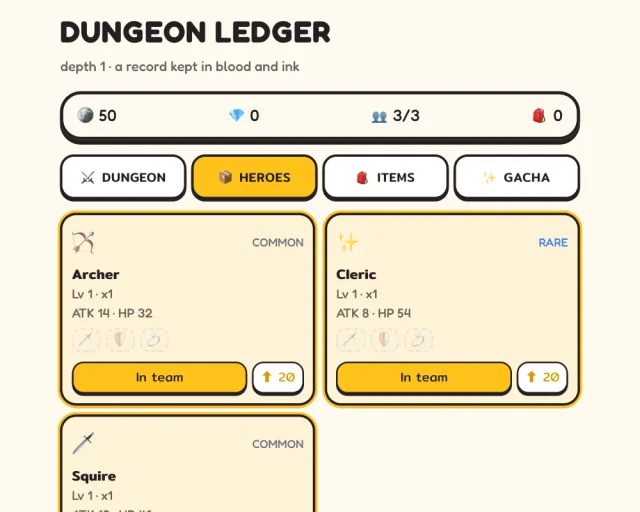 DUNGEON LEDGER
depth 1 · a record kept in blood and ink
50 0 3/3 0
DUNGEON HEROES ITEMS GACHA
COMMON
Archer
Lv 1 · x1
ATK 14 · HP 32
In team 20
RARE
Cleric
Lv 1 · x1
ATK 8 · HP 54
In team 20
COMMON
Squire
Lv 1 · x1